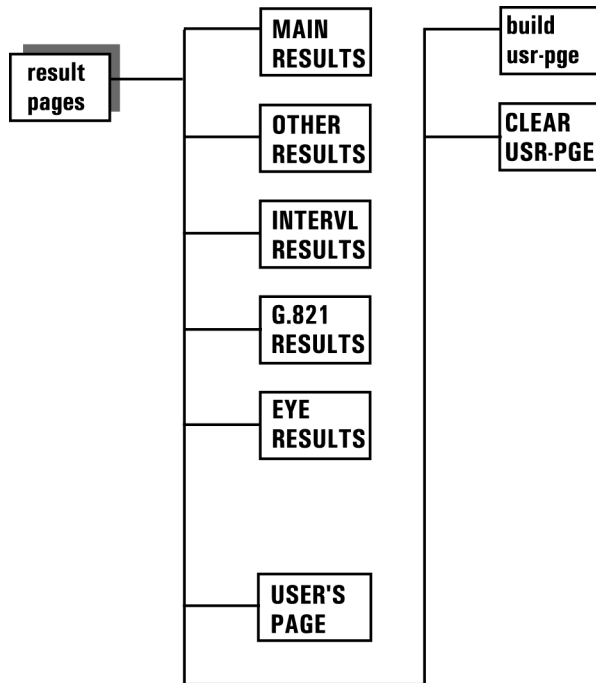 result
pages
MAIN
RESULTS
OTHER
RESULTS
INTERVL
RESULTS
G.821
RESULTS
EYE
RESULTS
USER'S
PAGE
build
usr-pge
CLEAR
USR-PGE